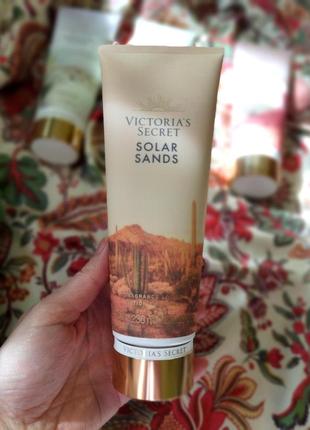 VICTORIA'S
SECRET
SOLAR
SANDS
VICTORIA'S SECRET